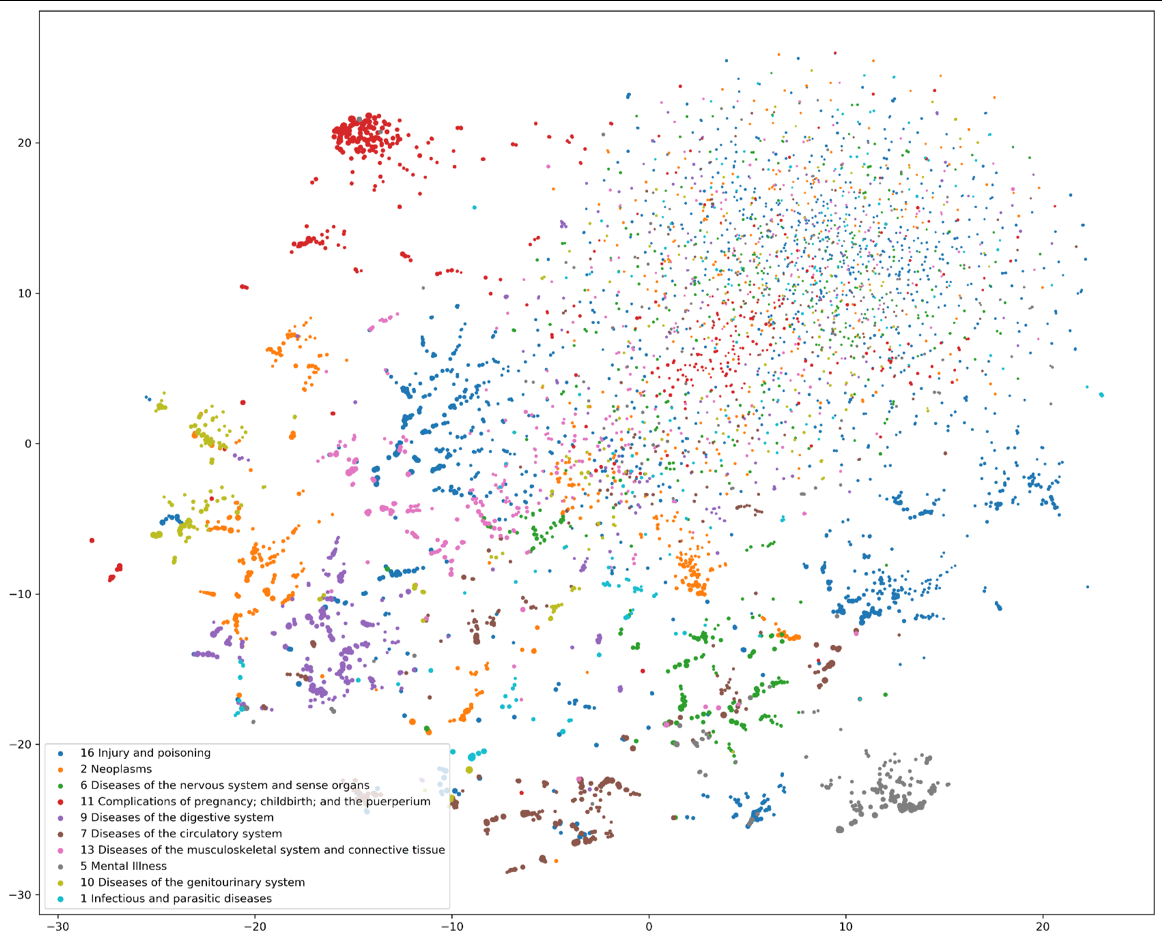 20
10
0
−10
−20
−30
16 Injury and poisoning
2 Neoplasms
6 Diseases of the nervous system and sense organs
11 Complications of pregnancy; childbirth; and the puerperium
9 Diseases of the digestive system
7 Diseases of the circulatory system
13 Diseases of the musculoskeletal system and connective tissue
5 Mental Illness
10 Diseases of the genitourinary system
1 Infectious and parasitic diseases
−30 −20 −10 0 10 20